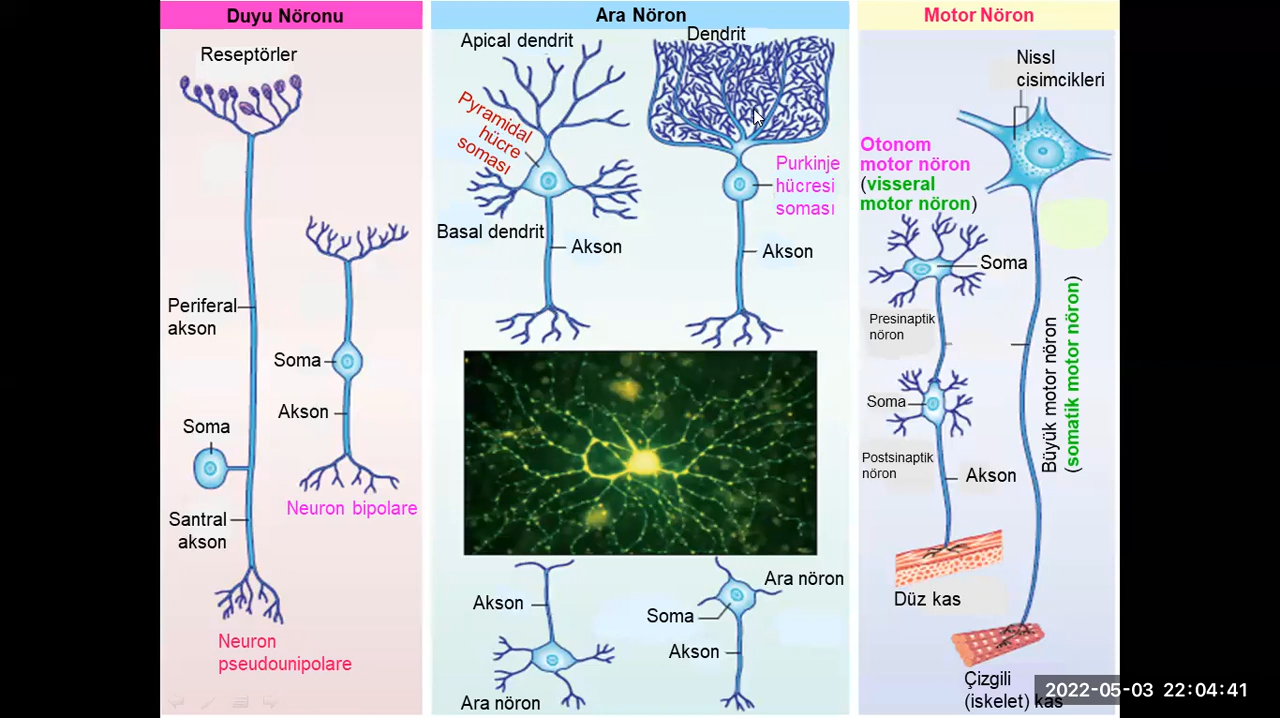 Duyu Nöronu
Reseptörler
Periferal
akson
Soma
Santral
akson
Neuron
pseudounipolare
Soma
Akson
Neuron bipolare
Ara Nöron
Apical dendrit
Dendrit
Pyramidal
hücre
soması
Basal dendrit
Akson
Purkinje
hücresi
soması
Akson
Akson
Ara nöron
Ara nöron
Soma
Akson
Motor Nöron
Nissl
cisimcikleri
Otonom
motor nöron
(visseral
motor nöron)
Soma
Presinaptik
nöron
Soma
Postsinaptik
nöron
Akson
Düz kas
Büyük motor nöron
(somatik motor nöron)
Çizgili
(iskelet) kas
2022-05-03 22:04:41